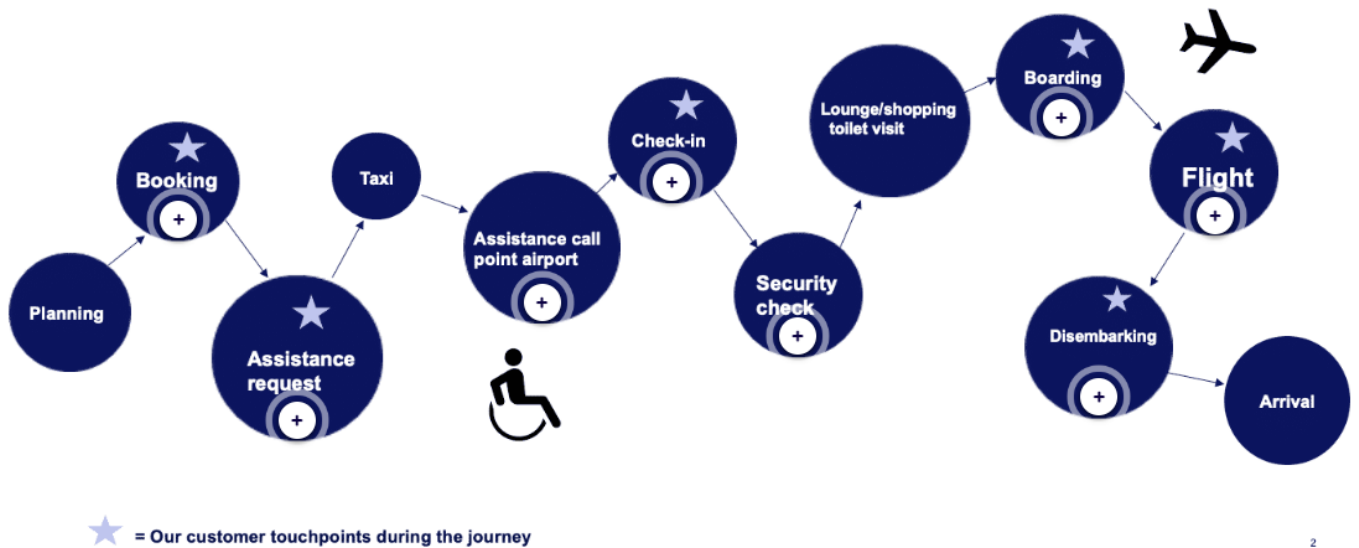 Planning
Booking
+
Assistance
request
+
Taxi
Assistance call
point airport
+
Check-in
+
Security
check
+
Lounge/shopping
toilet visit
Boarding
+
Flight
+
Disembarking
+
Arrival
= Our customer touchpoints during the journey
2